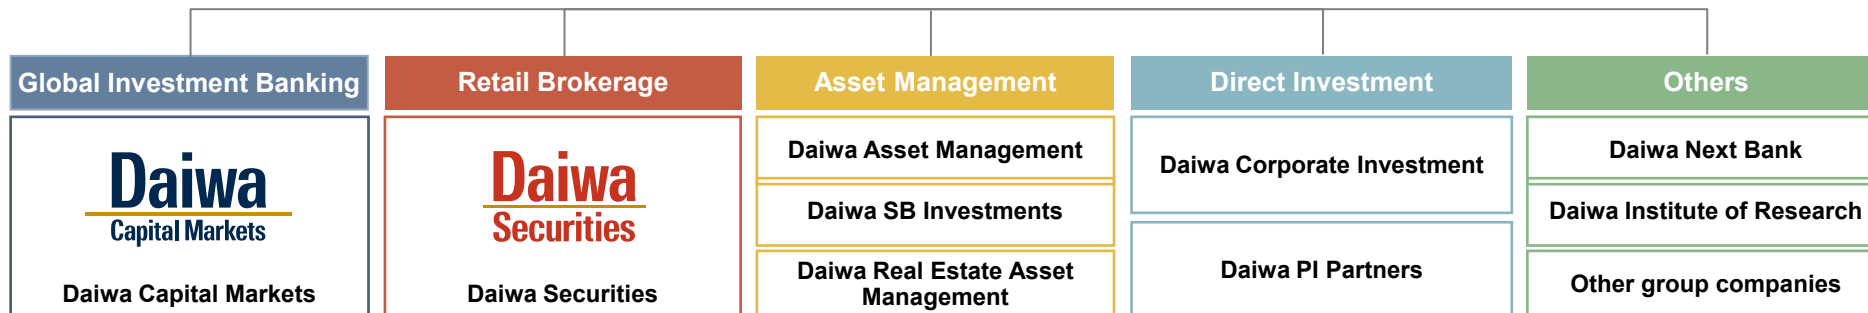 Global Investment Banking
Retail Brokerage
Asset Management
Direct Investment
Others
Daiwa
Capital Markets
Daiwa Capital Markets
Daiwa
Securities
Daiwa Securities
Daiwa Asset Management
Daiwa SB Investments
Daiwa Real Estate Asset
Management
Daiwa Corporate Investment
Daiwa PI Partners
Daiwa Next Bank
Daiwa Institute of Research
Other group companies